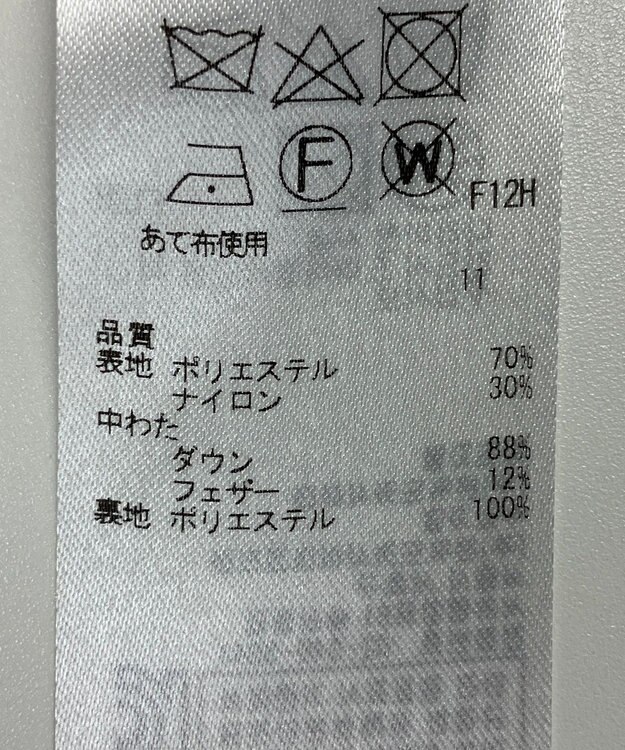 F W F12H
あて布使用
11
品質
表地 ポリエステル 70%
ナイロン 30%
中わた
ダウン 88%
フェザー 12%
裏地 ポリエステル 100%